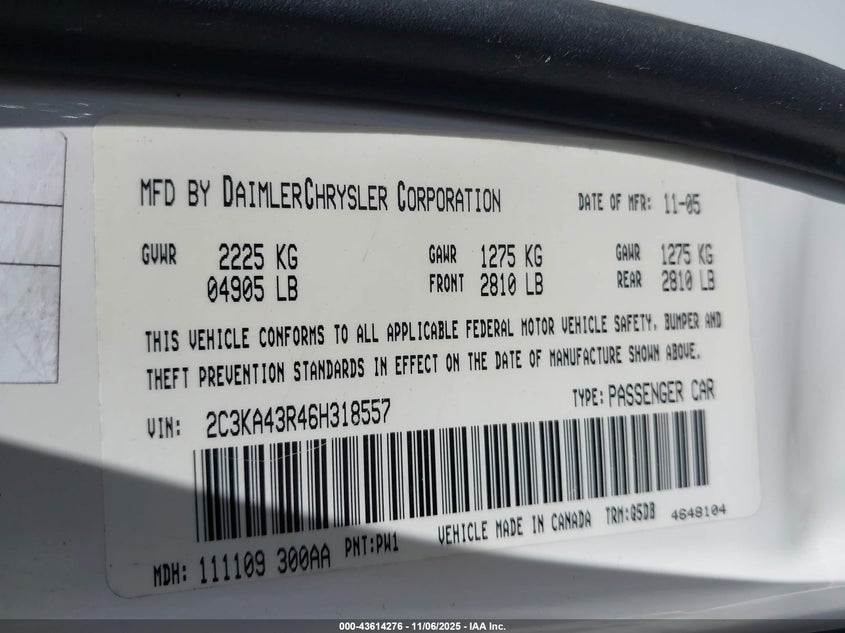 MFD BY DAIMLERCHRYSLER CORPORATION DATE OF MFR: 11-05
GVWR 2225 KG GAWR 1275 KG GAWR 1275 KG
04905 LB FRONT 2810 LB REAR 2810 LB
THIS VEHICLE CONFORMS TO ALL APPLICABLE FEDERAL MOTOR VEHICLE SAFETY, BUMPER AND
THEFT PREVENTION STANDARDS IN EFFECT ON THE DATE OF MANUFACTURE SHOWN ABOVE.
VIN: 2C3KA43R46H318557 TYPE: PASSENGER CAR
MDH: 111109 300AA PNT:PW1 VEHICLE MADE IN CANADA TRM:Q5DB 4648104
000-43614276 - 11/06/2025 - IAA Inc.